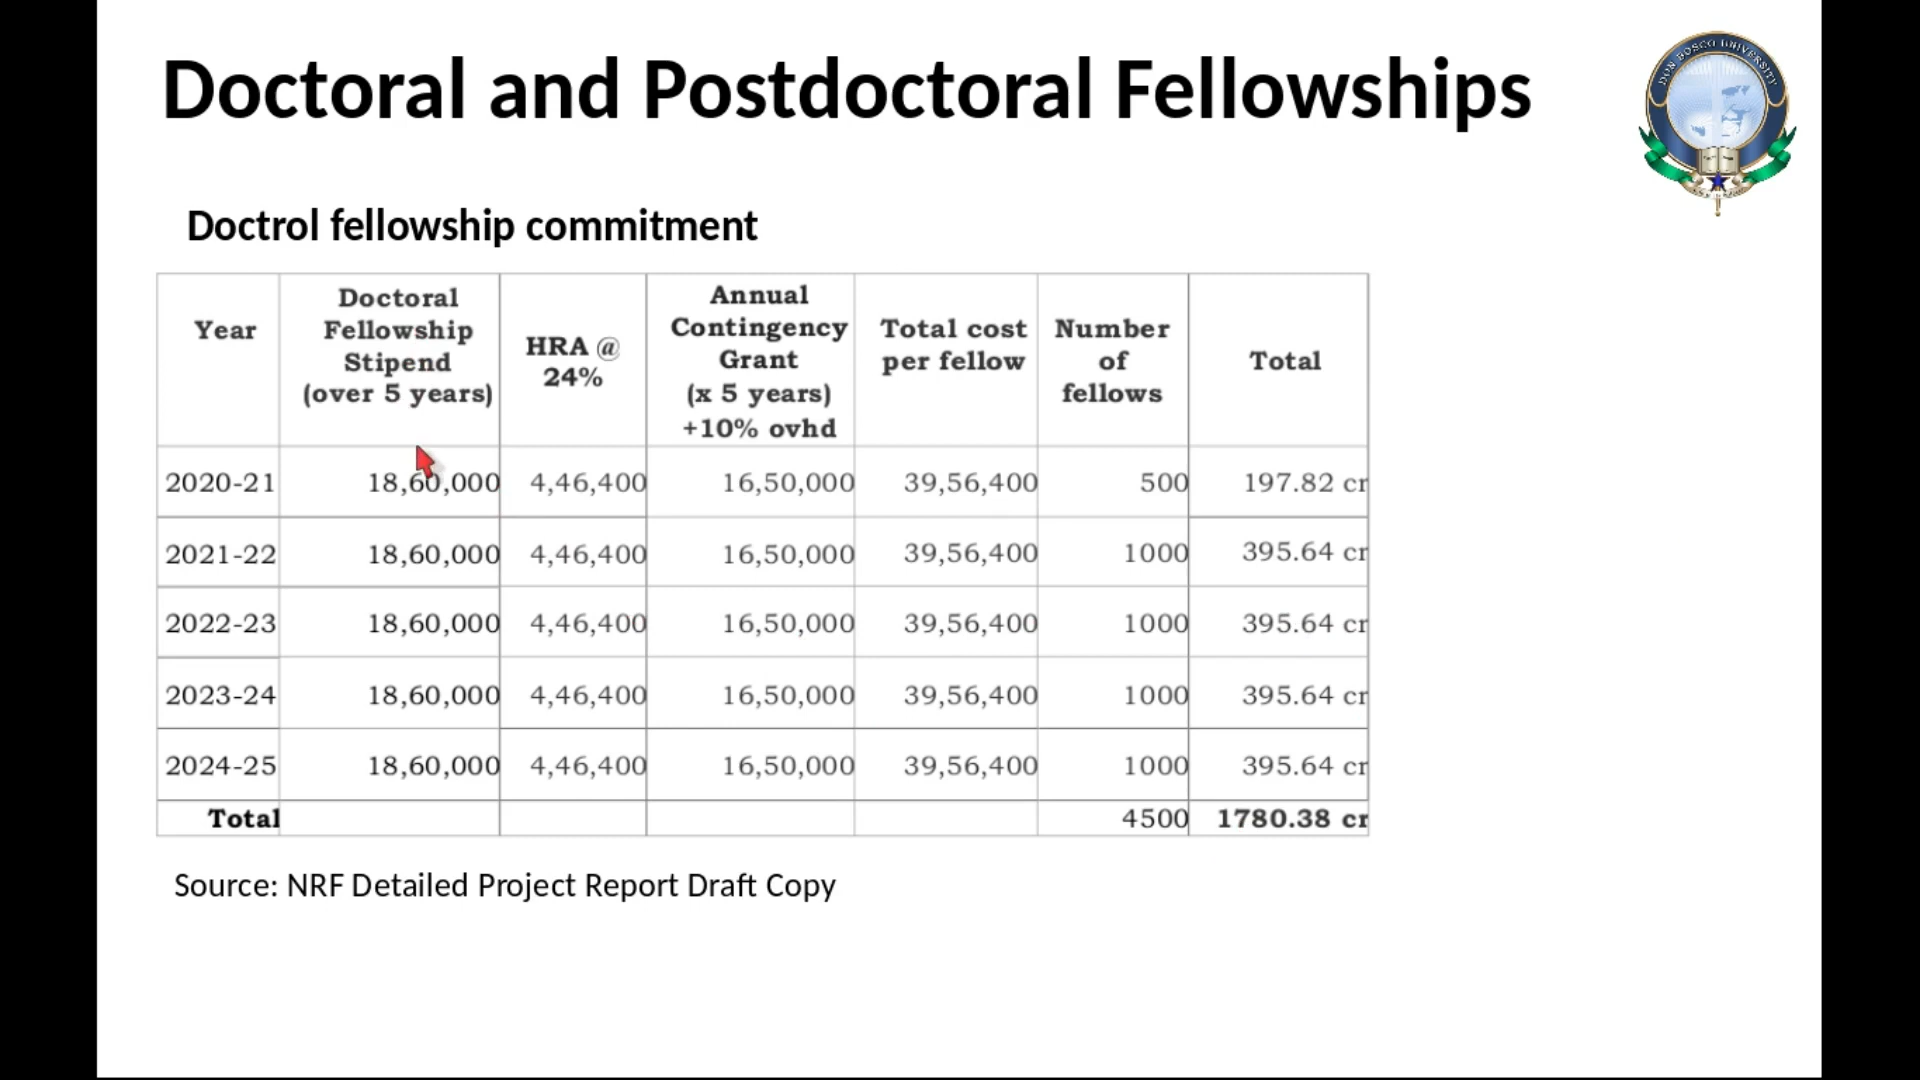 Doctoral and Postdoctoral Fellowships
DON BOSCO UNIVERSITY
Doctrol fellowship commitment
Year Doctoral Fellowship Stipend (over 5 years) HRA @ 24% Annual Contingency Grant (x 5 years) +10% ovhd Total cost per fellow Number of fellows Total
2020-21 18,60,000 4,46,400 16,50,000 39,56,400 500 197.82 cr
2021-22 18,60,000 4,46,400 16,50,000 39,56,400 1000 395.64 cr
2022-23 18,60,000 4,46,400 16,50,000 39,56,400 1000 395.64 cr
2023-24 18,60,000 4,46,400 16,50,000 39,56,400 1000 395.64 cr
2024-25 18,60,000 4,46,400 16,50,000 39,56,400 1000 395.64 cr
Total 4500 1780.38 cr
Source: NRF Detailed Project Report Draft Copy